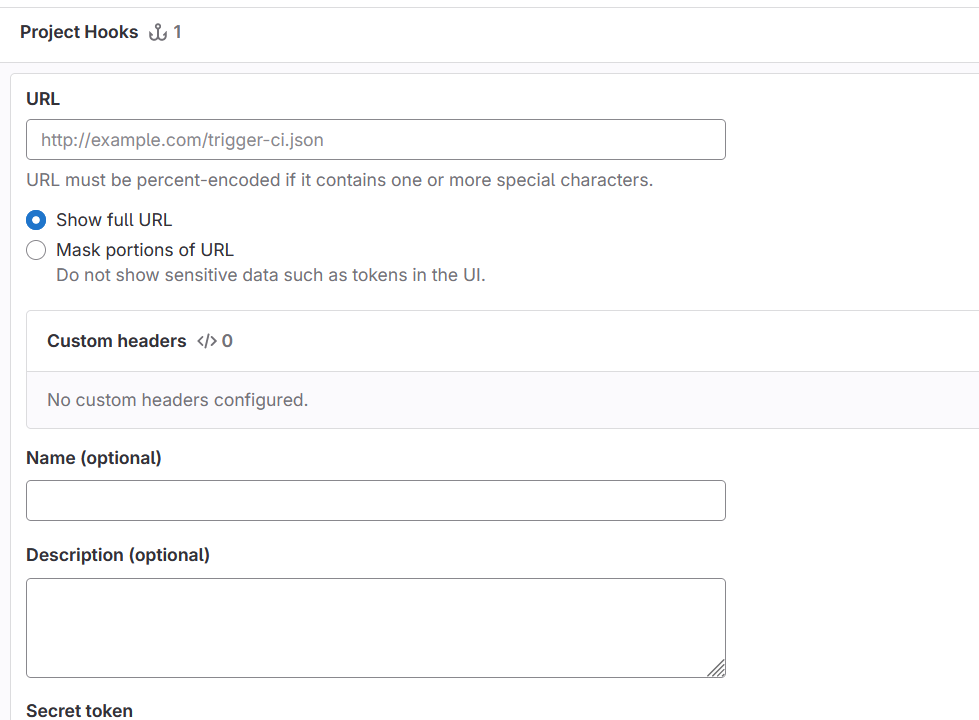 Project Hooks 1
URL
http://example.com/trigger-ci.json
URL must be percent-encoded if it contains one or more special characters.
Show full URL
Mask portions of URL
Do not show sensitive data such as tokens in the UI.
Custom headers </> 0
No custom headers configured.
Name (optional)
Description (optional)
Secret token